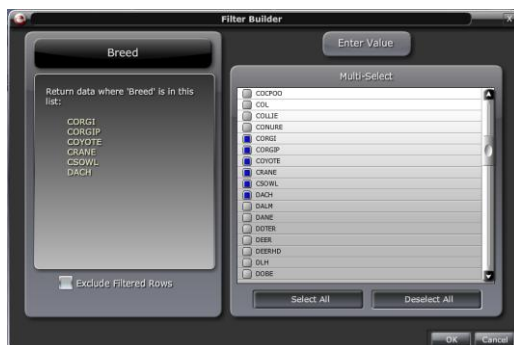 Filter Builder
X
Breed
Return data where 'Breed' is in this
list:
CORGI
CORGIP
COYOTE
CRANE
CSOWL
DACH
Exclude Filtered Rows
Enter Value
Multi-Select
COCPOO
COL
COLLIE
CONURE
CORGI
CORGIP
COYOTE
CRANE
CSOWL
DACH
DALM
DANE
DOTER
DEER
DEERHD
DLH
DOBE
Select All
Deselect All
OK
Cancel